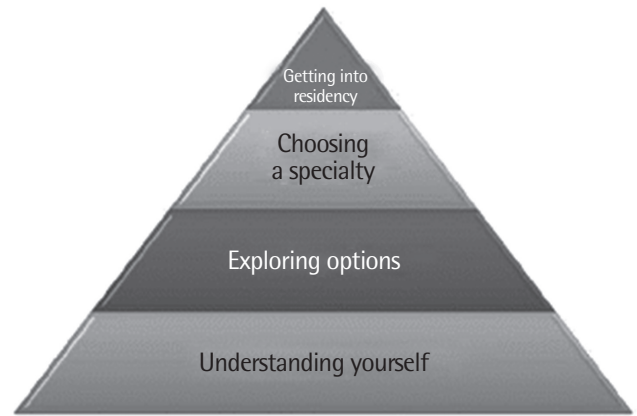 Getting into
residency
Choosing
a specialty
Exploring options
Understanding yourself